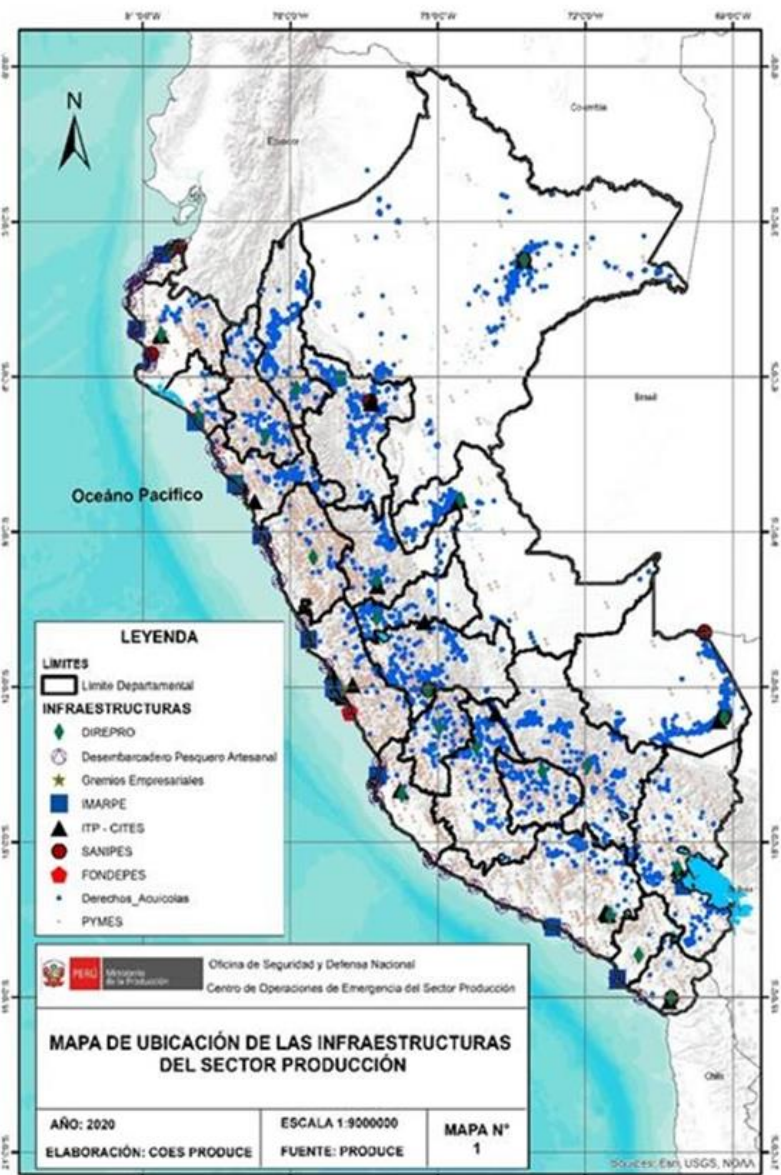 N
Colombia
Ecuador
Brasil
Oceáno Pacífico
LEYENDA
LÍMITES
Límite Departamental
INFRAESTRUCTURAS
DIREPRO
Desembarcadero Pesquero Artesanal
Gremios Empresariales
IMARPE
ITP - CITES
SANIPES
FONDEPES
Derechos_Acuicolas
PYMES
PERÚ
Ministerio
de la Producción
Oficina de Seguridad y Defensa Nacional
Centro de Operaciones de Emergencia del Sector Producción
MAPA DE UBICACIÓN DE LAS INFRAESTRUCTURAS
DEL SECTOR PRODUCCIÓN
AÑO: 2020
ELABORACIÓN: COES PRODUCE
ESCALA 1:9000000
FUENTE: PRODUCE
MAPA N°
1
Chile
Sources: Esri, USGS, NOAA